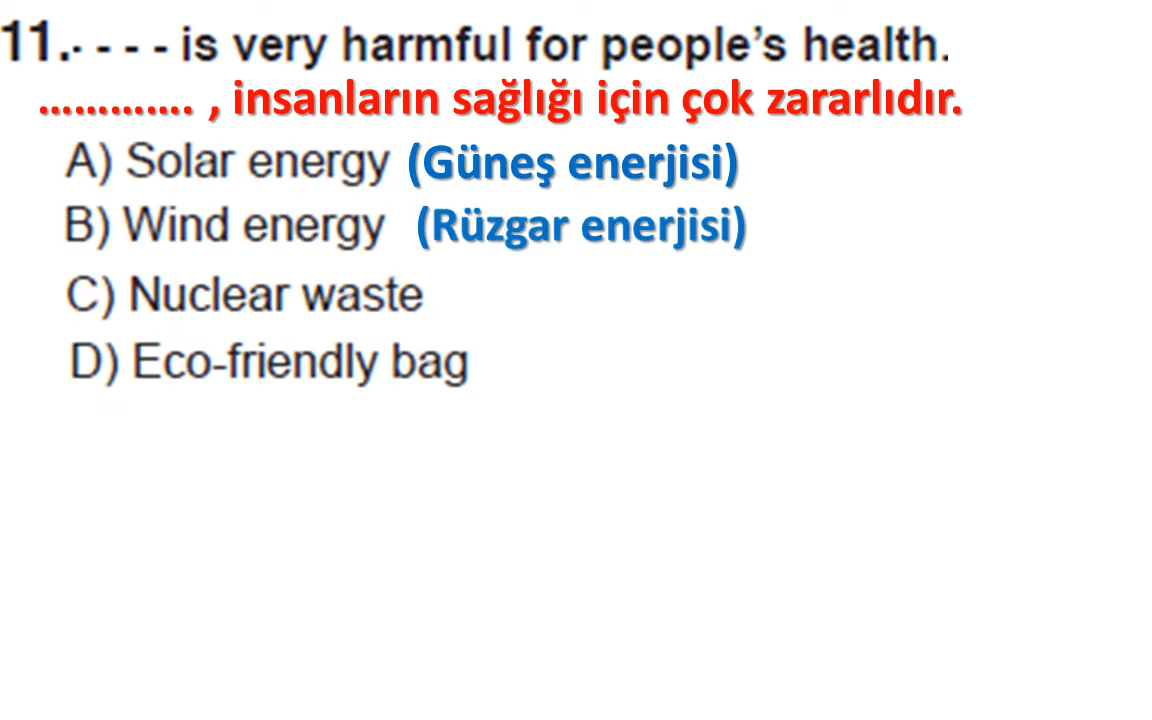 11.- - - - is very harmful for people's health.
…………. , insanların sağlığı için çok zararlıdır.
A) Solar energy (Güneş enerjisi)
B) Wind energy (Rüzgar enerjisi)
C) Nuclear waste
D) Eco-friendly bag